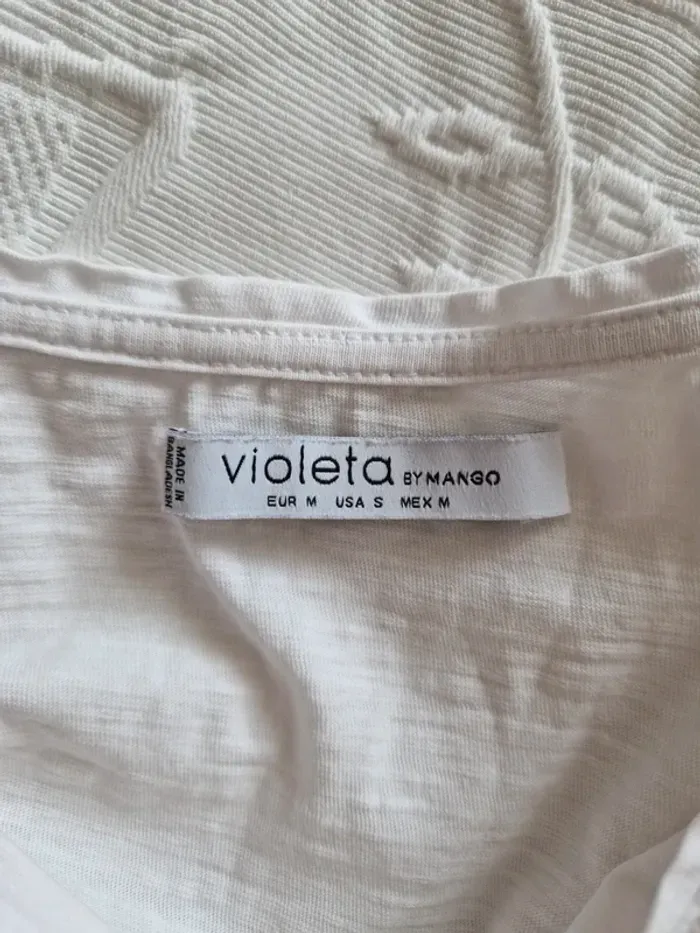 violeta BY MANGO
EUR M USA S MEX M
MADE IN
BANGLADESH